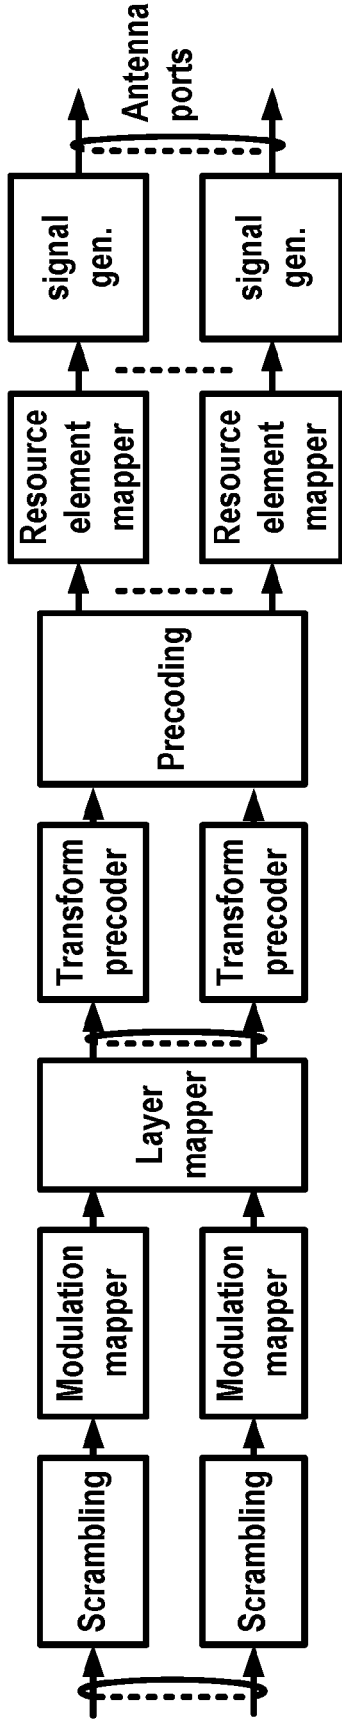 Scrambling
Modulation
mapper
Layer
mapper
Transform
precoder
Precoding
Resource
element
mapper
signal
gen.
Antenna
ports
Scrambling
Modulation
mapper
Transform
precoder
Resource
element
mapper
signal
gen.